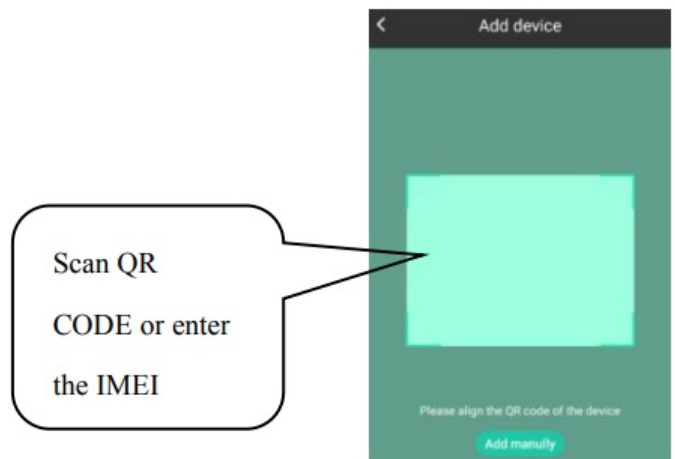 Add device
Scan QR
CODE or enter
the IMEI
Please align the QR code of the device
Add manully